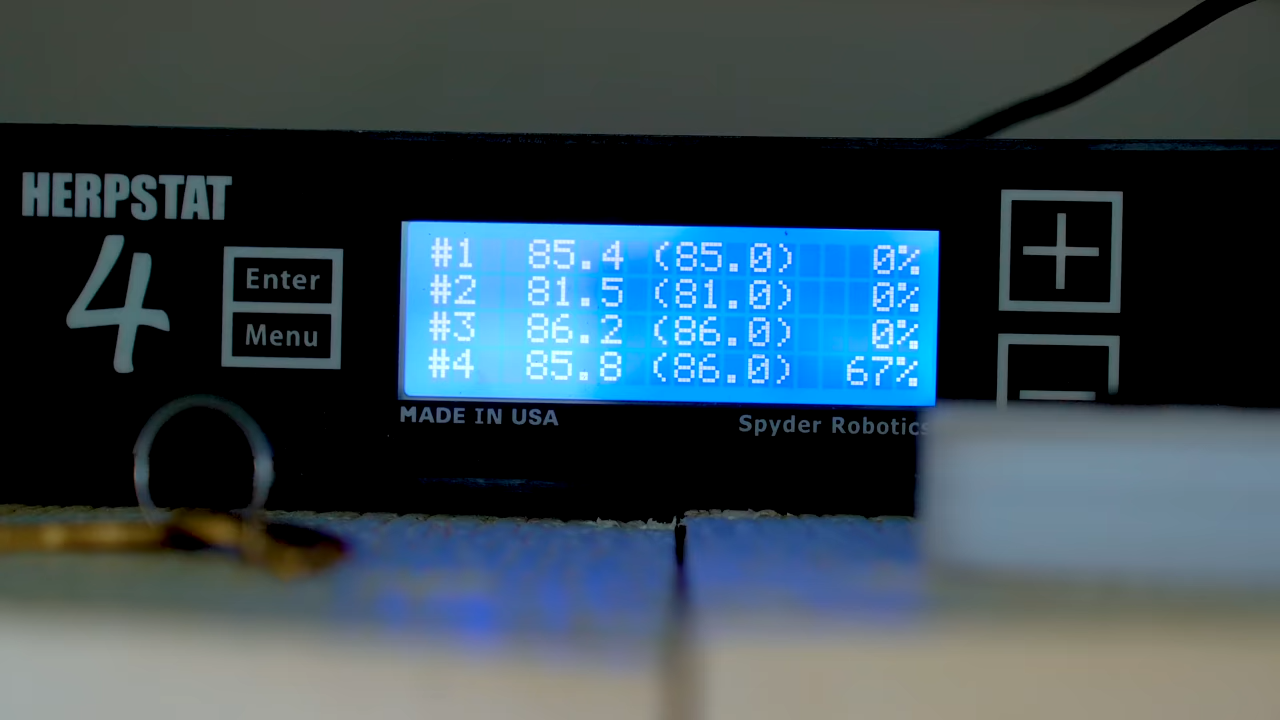 HERPSTAT
4
Enter
Menu
#1 85.4 (85.0) 0%
#2 81.5 (81.0) 0%
#3 86.2 (86.0) 0%
#4 85.8 (86.0) 67%
MADE IN USA
Spyder Robotics
+
-